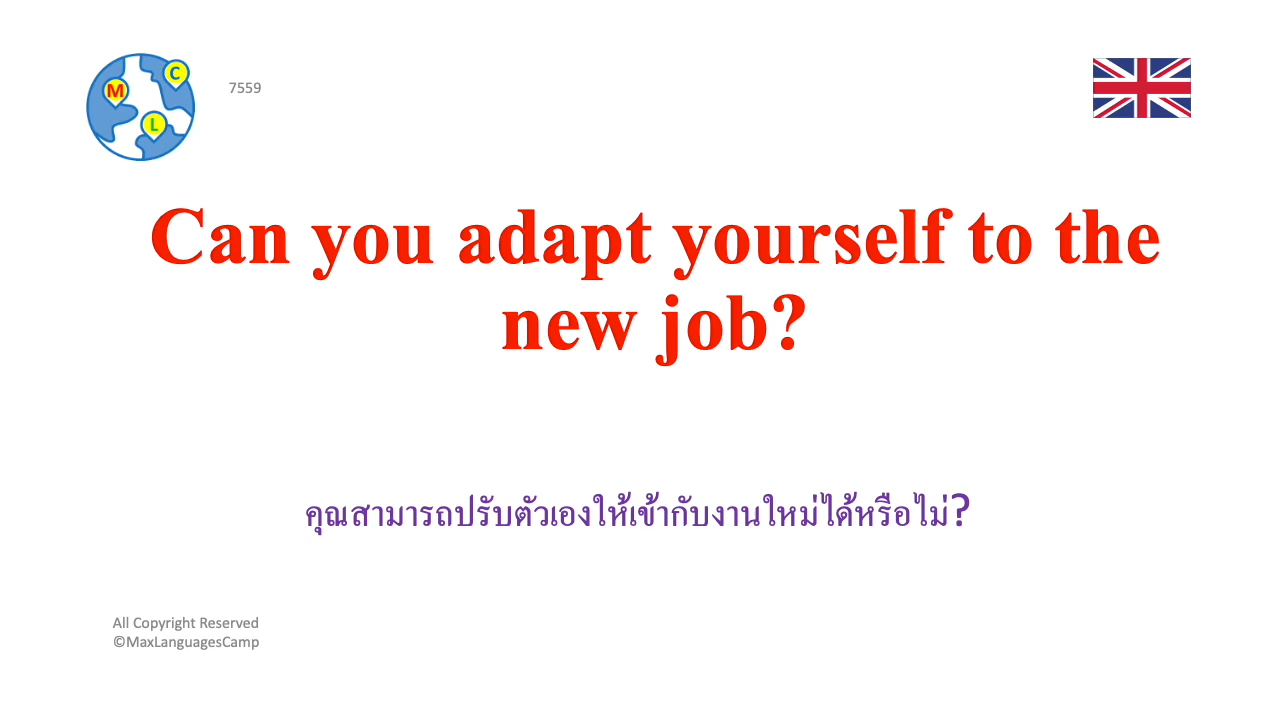 7559
M
C
L
Can you adapt yourself to the
new job?
คุณสามารถปรับตัวเองให้เข้ากับงานใหม่ได้หรือไม่?
All Copyright Reserved
©MaxLanguagesCamp